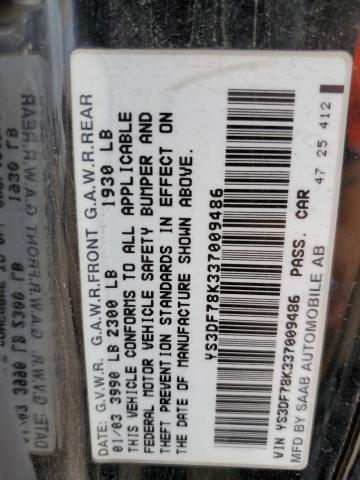 DATE: G.V.W.R. G.A.W.R.FRONT G.A.W.R.REAR
01/03 3990 LB 2300 LB 1930 LB
THIS VEHICLE CONFORMS TO ALL APPLICABLE
FEDERAL MOTOR VEHICLE SAFETY BUMPER AND
THEFT PREVENTION STANDARDS IN EFFECT ON
THE DATE OF MANUFACTURE SHOWN ABOVE.
YS3DF78K337009486
VIN YS3DF78K337009486 PASS. CAR
MFD BY SAAB AUTOMOBILE AB 47 25 412